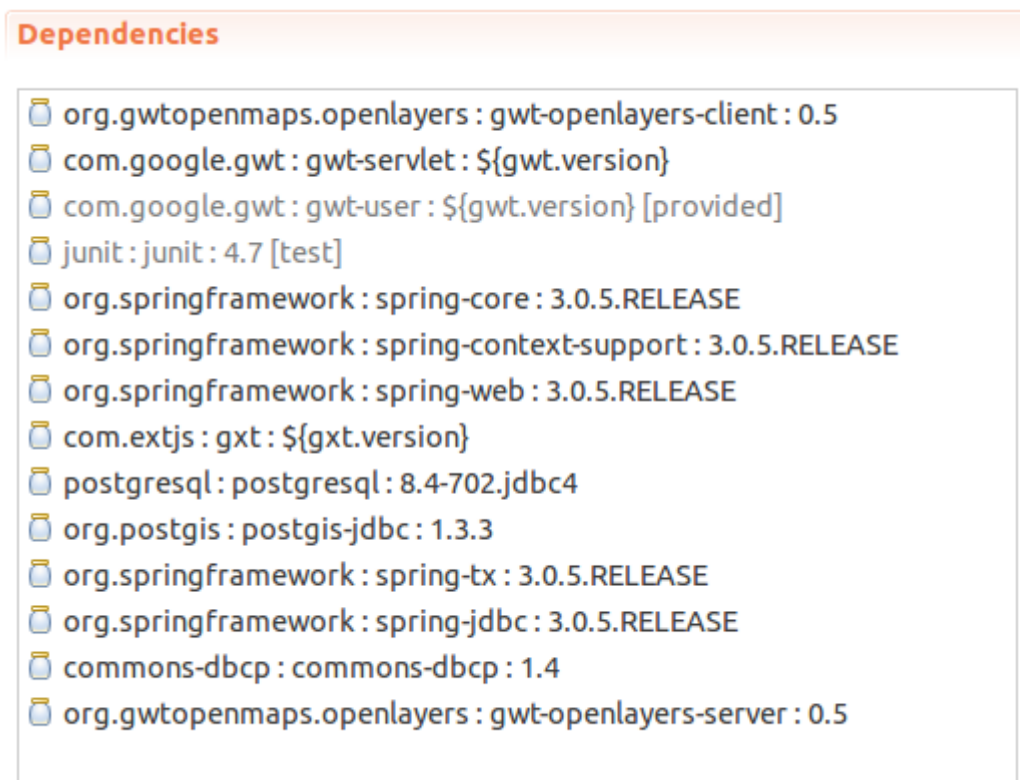 Dependencies
org.gwtopenmaps.openlayers : gwt-openlayers-client : 0.5
com.google.gwt : gwt-servlet : ${gwt.version}
com.google.gwt : gwt-user : ${gwt.version} [provided]
junit : junit : 4.7 [test]
org.springframework : spring-core : 3.0.5.RELEASE
org.springframework : spring-context-support : 3.0.5.RELEASE
org.springframework : spring-web : 3.0.5.RELEASE
com.extjs : gxt : ${gxt.version}
postgresql : postgresql : 8.4-702.jdbc4
org.postgis : postgis-jdbc : 1.3.3
org.springframework : spring-tx : 3.0.5.RELEASE
org.springframework : spring-jdbc : 3.0.5.RELEASE
commons-dbcp : commons-dbcp : 1.4
org.gwtopenmaps.openlayers : gwt-openlayers-server : 0.5